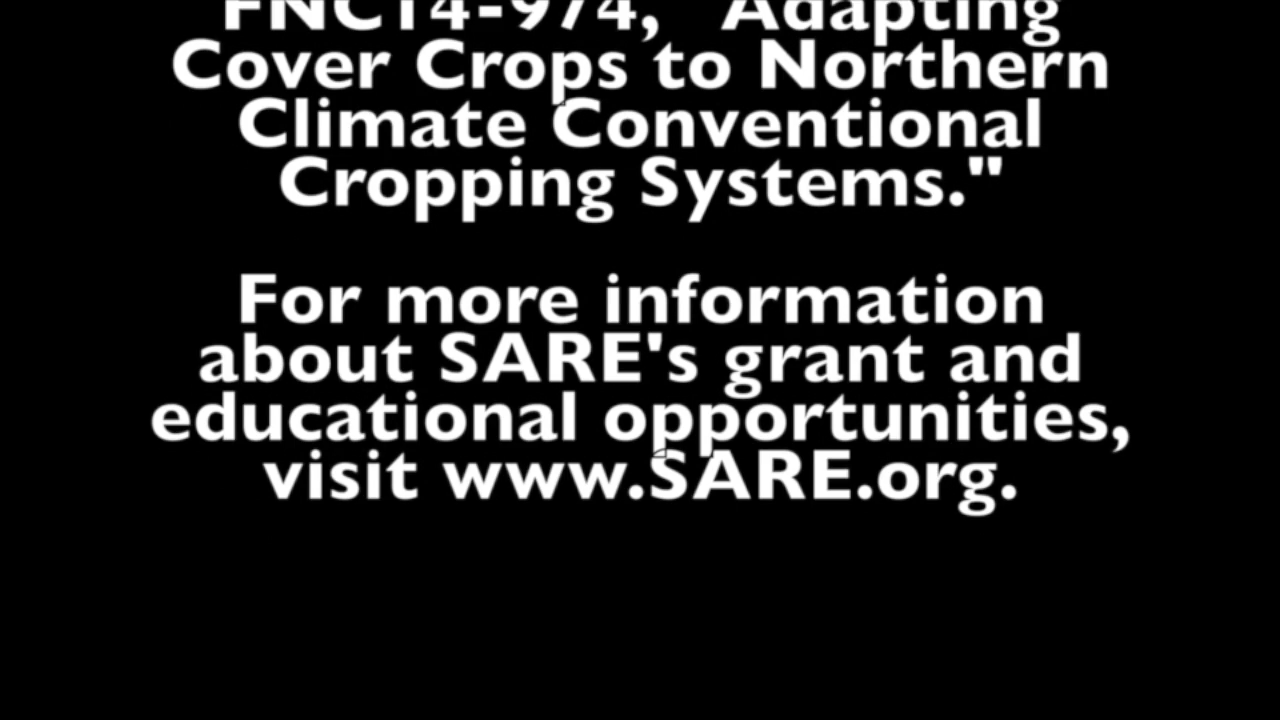 FNC14-974, "Adapting
Cover Crops to Northern
Climate Conventional
Cropping Systems."
For more information
about SARE's grant and
educational opportunities,
visit www.SARE.org.